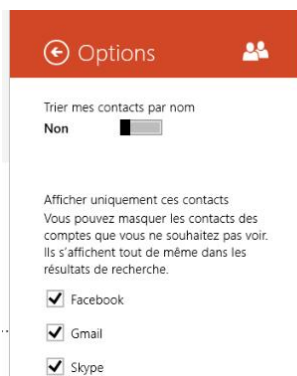 Options
Trier mes contacts par nom
Non
Afficher uniquement ces contacts
Vous pouvez masquer les contacts des
comptes que vous ne souhaitez pas voir.
Ils s'affichent tout de même dans les
résultats de recherche.
Facebook
Gmail
Skype